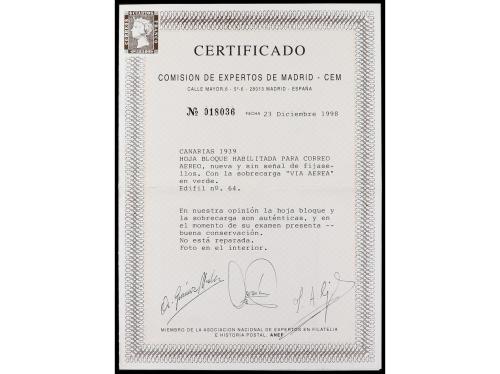 CERTIFICADO
COMISION DE EXPERTOS DE MADRID - CEM
CALLE MAYOR, 6 - 5º-6 - 28013 MADRID - ESPAÑA
Nº 018036 FECHA 23 Diciembre 1998
CANARIAS 1939
HOJA BLOQUE HABILITADA PARA CORREO
AEREO, nueva y sin señal de fijase-
llos. Con la sobrecarga "VIA AEREA"
en verde.
Edifil nº. 64.
En nuestra opinión la hoja bloque y
la sobrecarga son auténticas, y en
el momento de su examen presenta --
buena conservación.
No está reparada.
Foto en el interior.
MIEMBRO DE LA ASOCIACION NACIONAL DE EXPERTOS EN FILATELIA
E HISTORIA POSTAL: ANEF